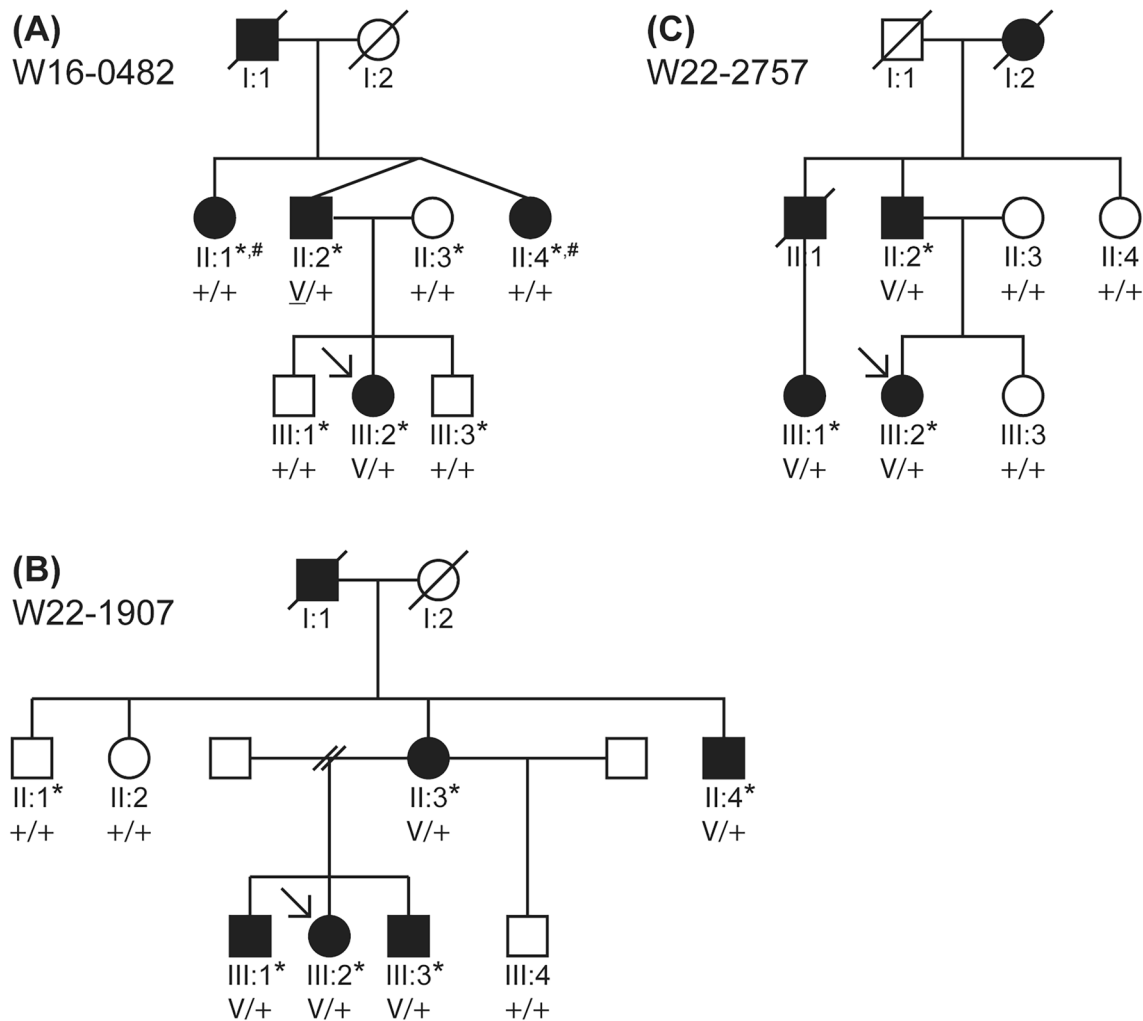 (A)
W16-0482
I:1 I:2
II:1*,# II:2* II:3* II:4*,#
+/+ V/+ +/+ +/+
III:1* III:2* III:3*
+/+ V/+ +/+
(C)
W22-2757
I:1 I:2
II:1 II:2* II:3 II:4
V/+ +/+ +/+
III:1* III:2* III:3
V/+ V/+ +/+
(B)
W22-1907
I:1 I:2
II:1* II:2 II:3* II:4*
+/+ +/+ V/+ V/+
III:1* III:2* III:3* III:4
V/+ V/+ V/+ +/+